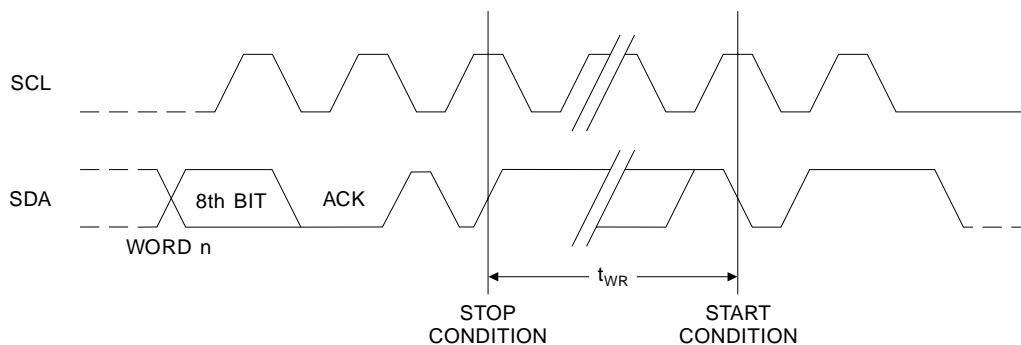 SCL
SDA
8th BIT
ACK
WORD n
tWR
STOP
CONDITION
START
CONDITION